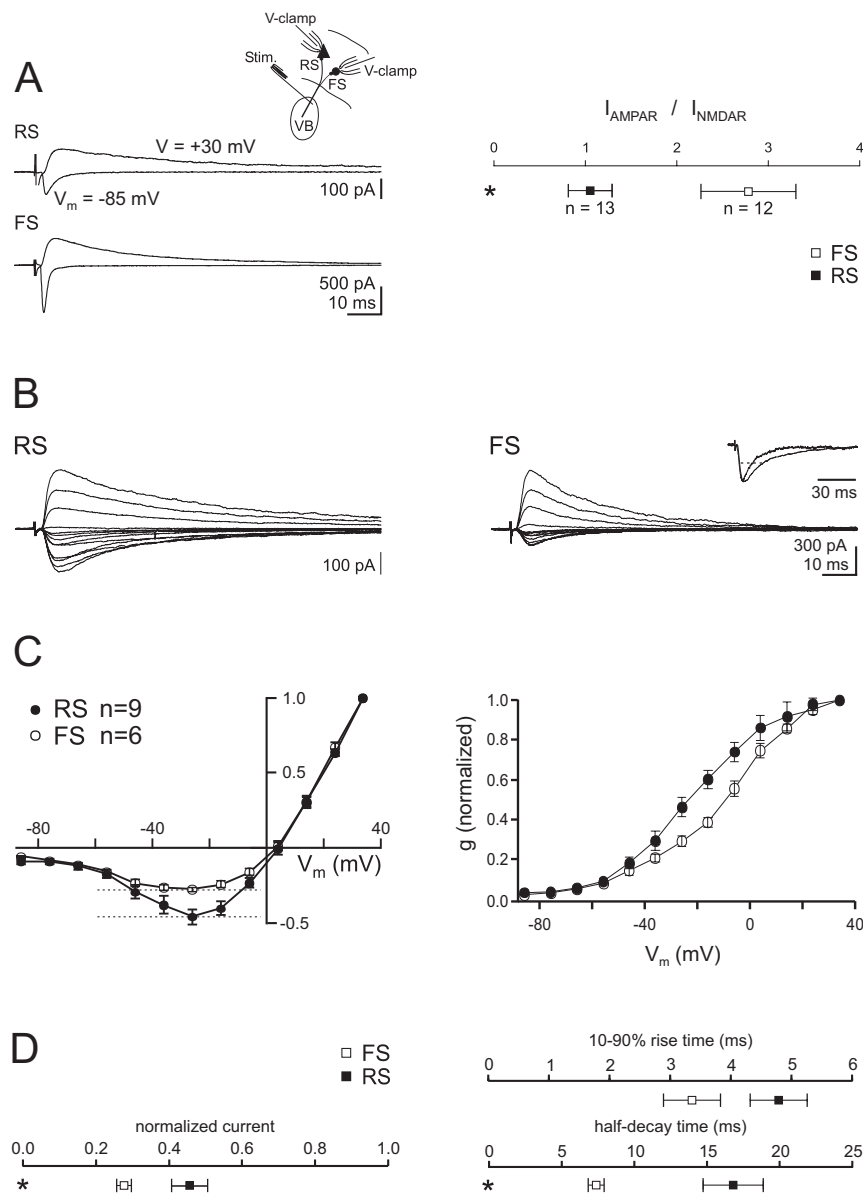 A
V-clamp
Stim.
RS
V-clamp
FS
VB
RS
V = +30 mV
100 pA
Vm = -85 mV
FS
500 pA
10 ms
IAMPAR / INMDAR
0 1 2 3 4
*
n = 13 n = 12
FS
RS
B
RS
100 pA
FS
30 ms
300 pA
10 ms
C
RS n=9
FS n=6
1.0
0.5
-80 -40 40
Vm (mV)
-0.5
1.0
0.8
0.6
0.4
0.2
0.0
g (normalized)
-80 -40 0 40
Vm (mV)
D
FS
RS
normalized current
0.0 0.2 0.4 0.6 0.8 1.0
*
10-90% rise time (ms)
0 1 2 3 4 5 6
half-decay time (ms)
0 5 10 15 20 25
*